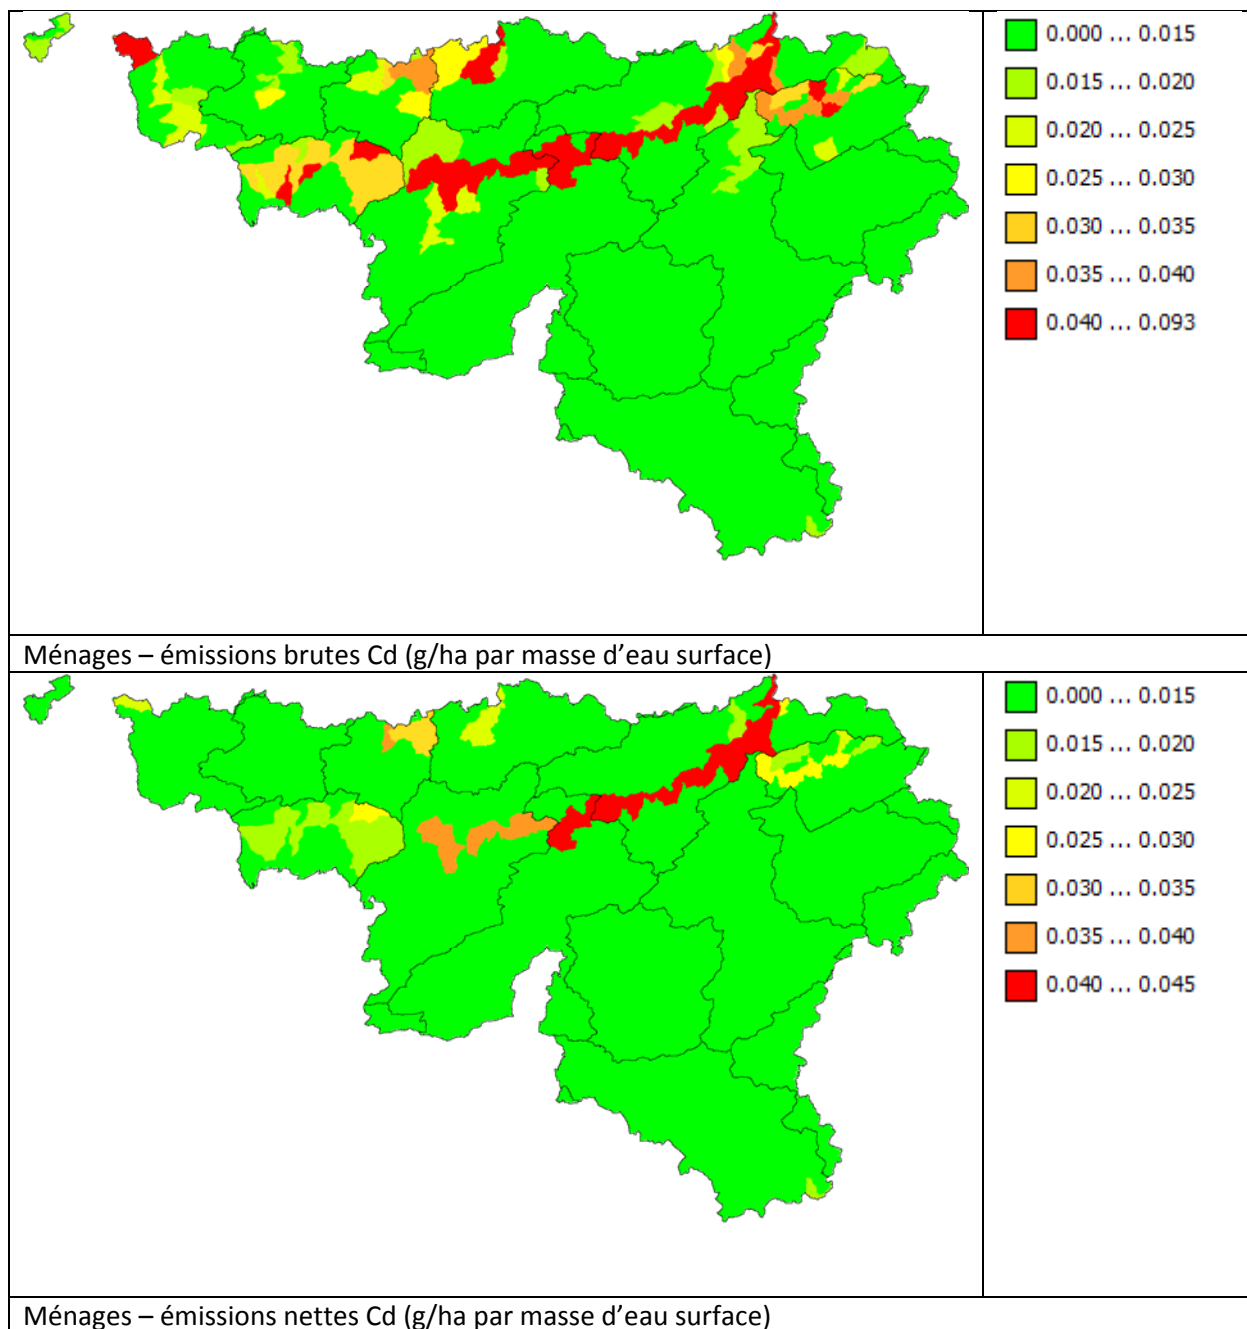 0.000 ... 0.015
0.015 ... 0.020
0.020 ... 0.025
0.025 ... 0.030
0.030 ... 0.035
0.035 ... 0.040
0.040 ... 0.093
Ménages – émissions brutes Cd (g/ha par masse d'eau surface)
0.000 ... 0.015
0.015 ... 0.020
0.020 ... 0.025
0.025 ... 0.030
0.030 ... 0.035
0.035 ... 0.040
0.040 ... 0.045
Ménages – émissions nettes Cd (g/ha par masse d'eau surface)